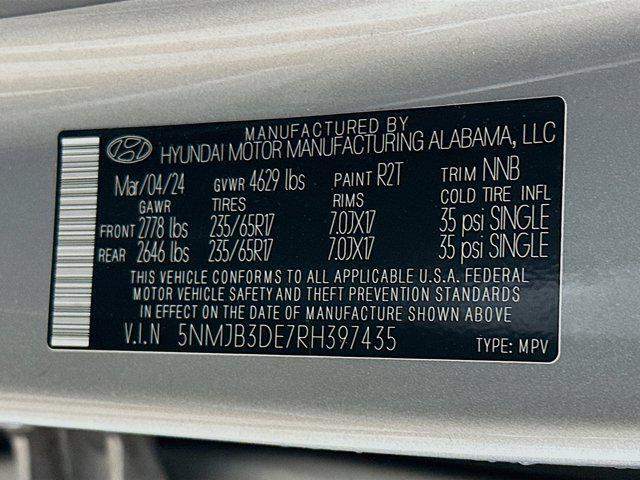 MANUFACTURED BY
HYUNDAI MOTOR MANUFACTURING ALABAMA, LLC
Mar/04/24 GVWR 4629 lbs PAINT R2T TRIM NNB
GAWR TIRES RIMS COLD TIRE INFL
FRONT 2778 lbs 235/65R17 7.0JX17 35 psi SINGLE
REAR 2646 lbs 235/65R17 7.0JX17 35 psi SINGLE
THIS VEHICLE CONFORMS TO ALL APPLICABLE U.S.A. FEDERAL
MOTOR VEHICLE SAFETY AND THEFT PREVENTION STANDARDS
IN EFFECT ON THE DATE OF MANUFACTURE SHOWN ABOVE
V.I.N 5NMJB3DE7RH397435 TYPE: MPV